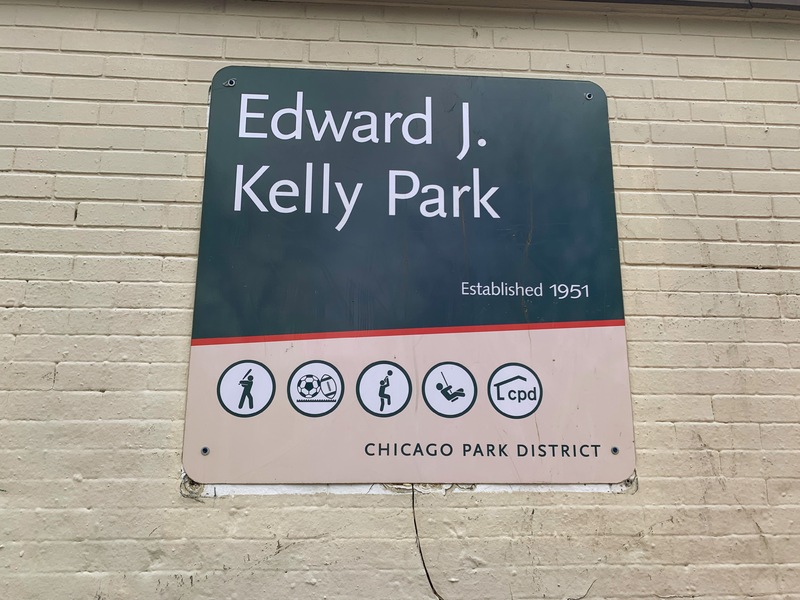 Edward J.
Kelly Park
Established 1951
cpd
CHICAGO PARK DISTRICT